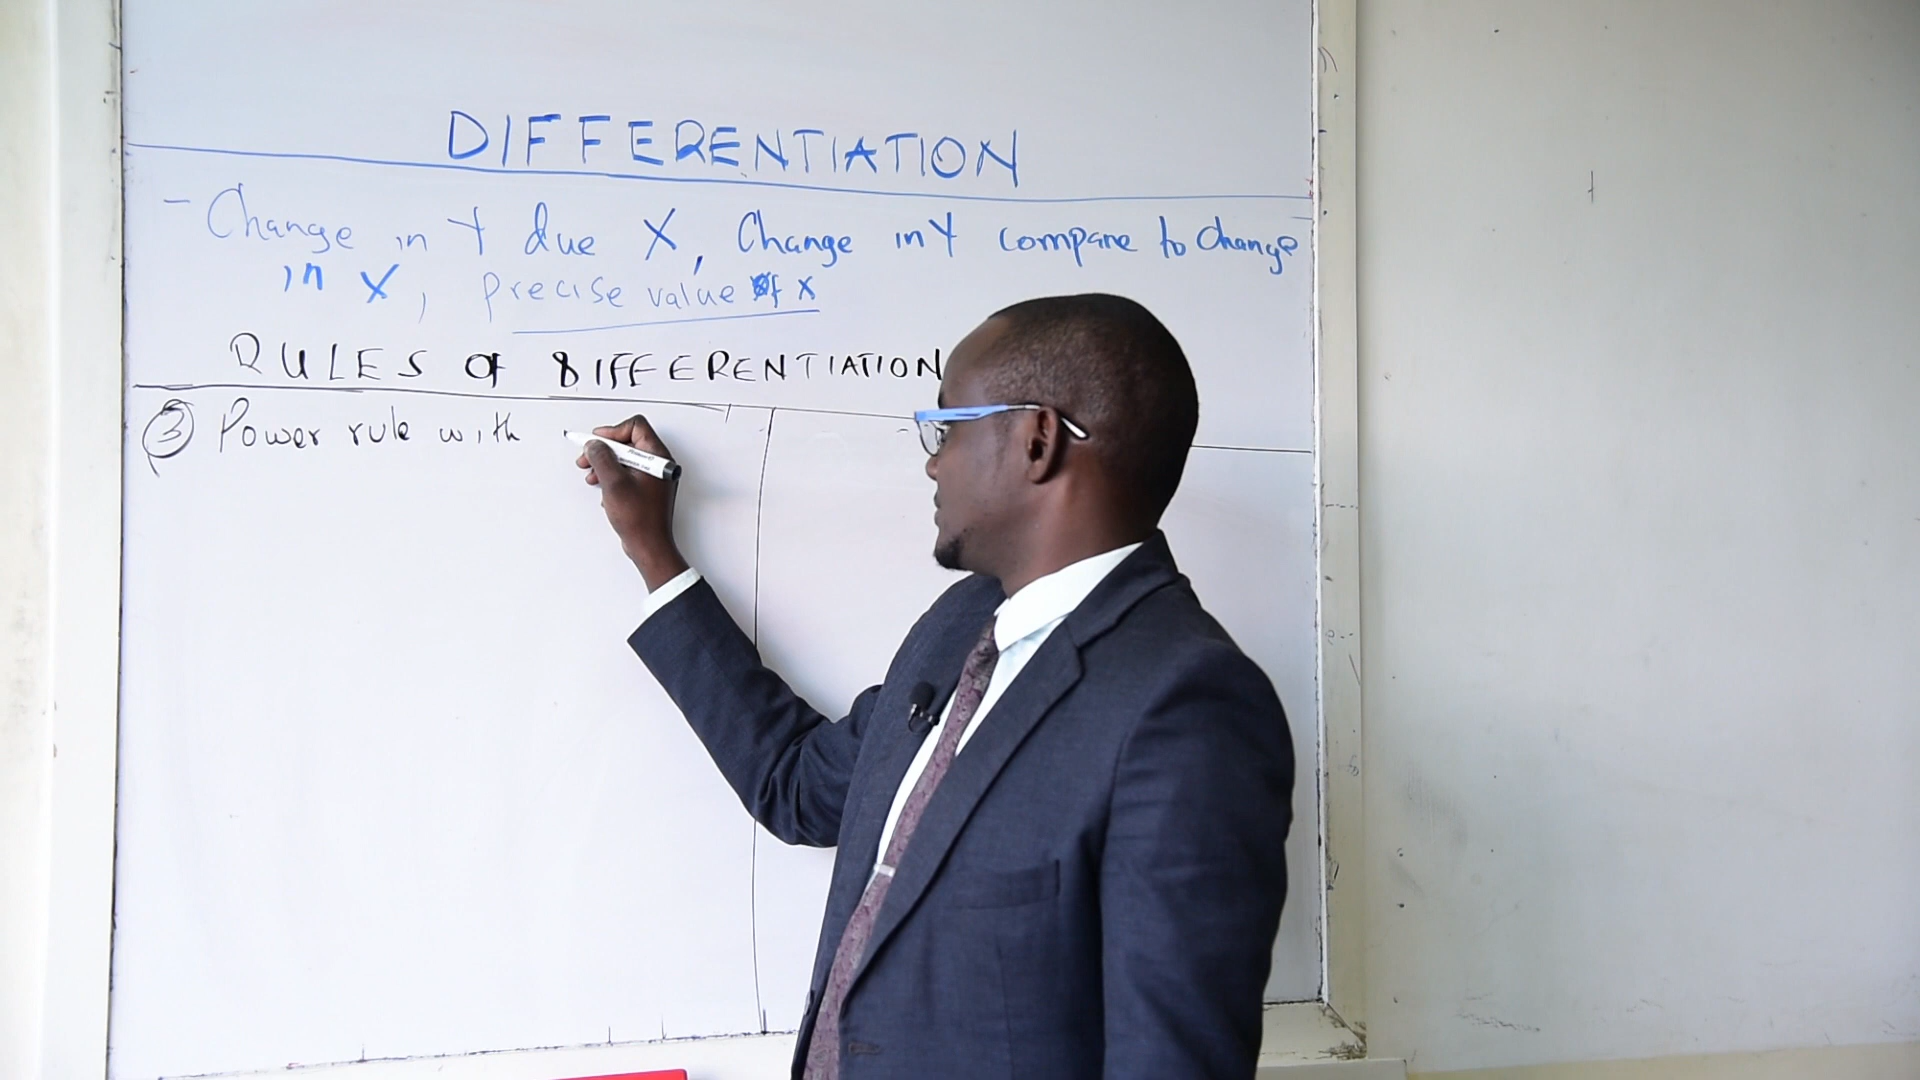 DIFFERENTIATION
- Change in Y due X, Change in Y compare to change
in X, precise value of x
RULES OF DIFFERENTIATION
3 Power rule with